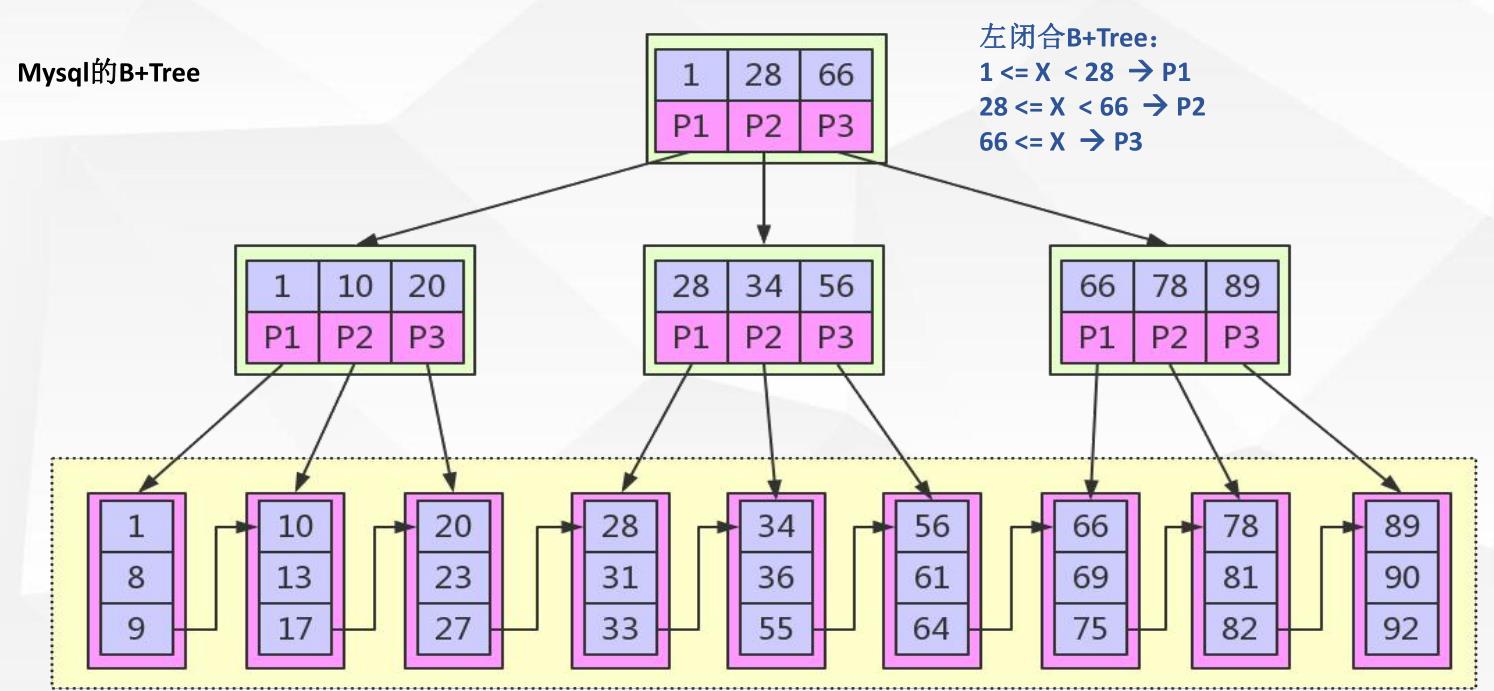 Mysql的B+Tree
左闭合B+Tree：
1 <= X < 28 → P1
28 <= X < 66 → P2
66 <= X → P3
1 28 66
P1 P2 P3
1 10 20 28 34 56 66 78 89
P1 P2 P3 P1 P2 P3 P1 P2 P3
1 10 20 28 34 56 66 78 89
8 13 23 31 36 61 69 81 90
9 17 27 33 55 64 75 82 92